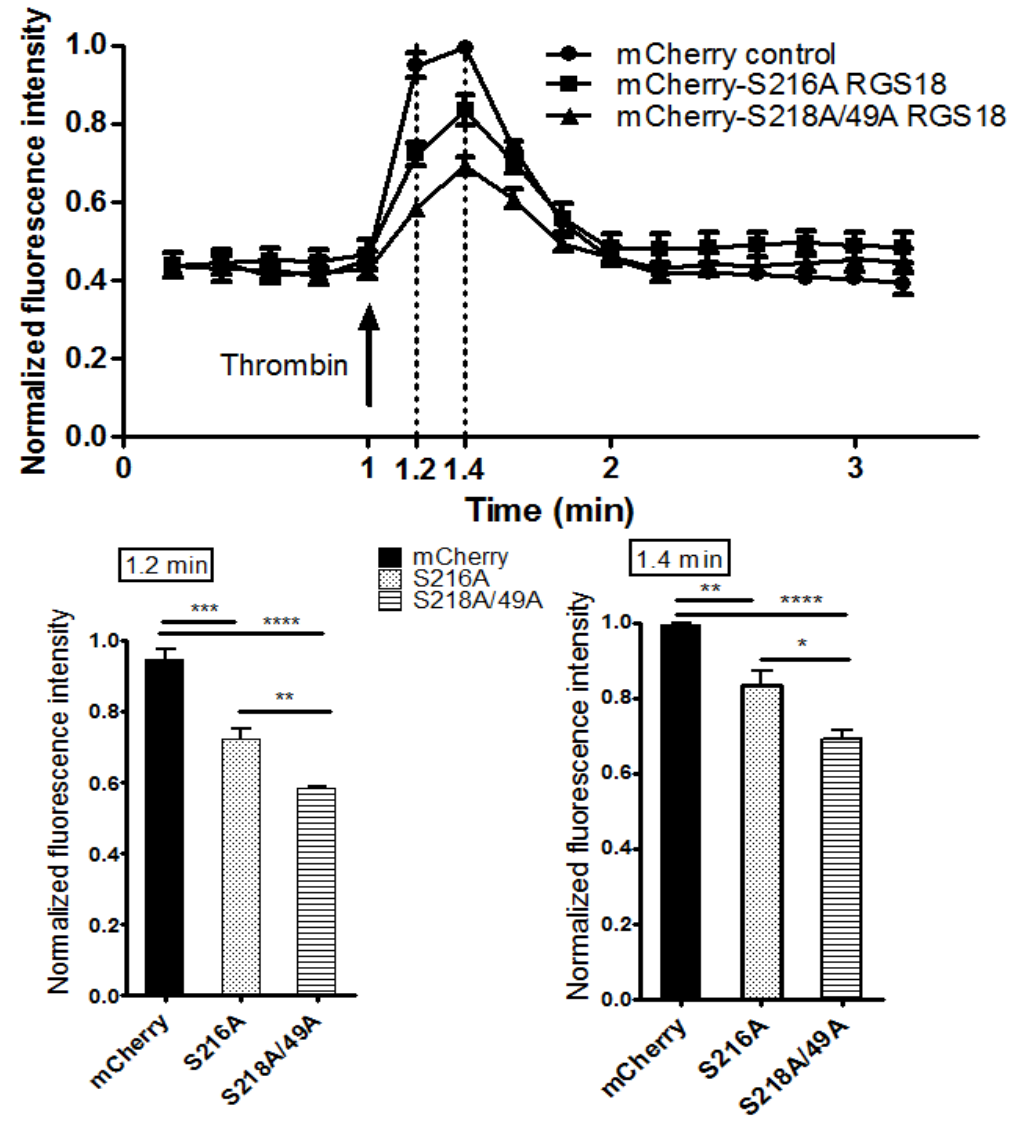 Normalized fluorescence intensity
1.0
0.8
0.6
0.4
0.2
0.0
mCherry control
mCherry-S216A RGS18
mCherry-S218A/49A RGS18
Thrombin
0 1 1.2 1.4 2 3
Time (min)
1.2 min
mCherry
S216A
S218A/49A
Normalized fluorescence intensity
1.0
0.8
0.6
0.4
0.2
0.0
***
****
**
mCherry
S216A
S218A/49A
1.4 min
Normalized fluorescence intensity
1.0
0.8
0.6
0.4
0.2
0.0
**
****
*
mCherry
S216A
S218A/49A